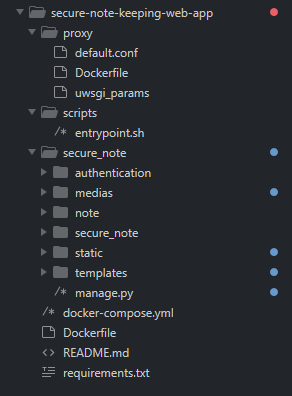 secure-note-keeping-web-app
proxy
default.conf
Dockerfile
uwsgi_params
scripts
/* entrypoint.sh
secure_note
authentication
medias
note
secure_note
static
templates
/* manage.py
/* docker-compose.yml
Dockerfile
<> README.md
requirements.txt